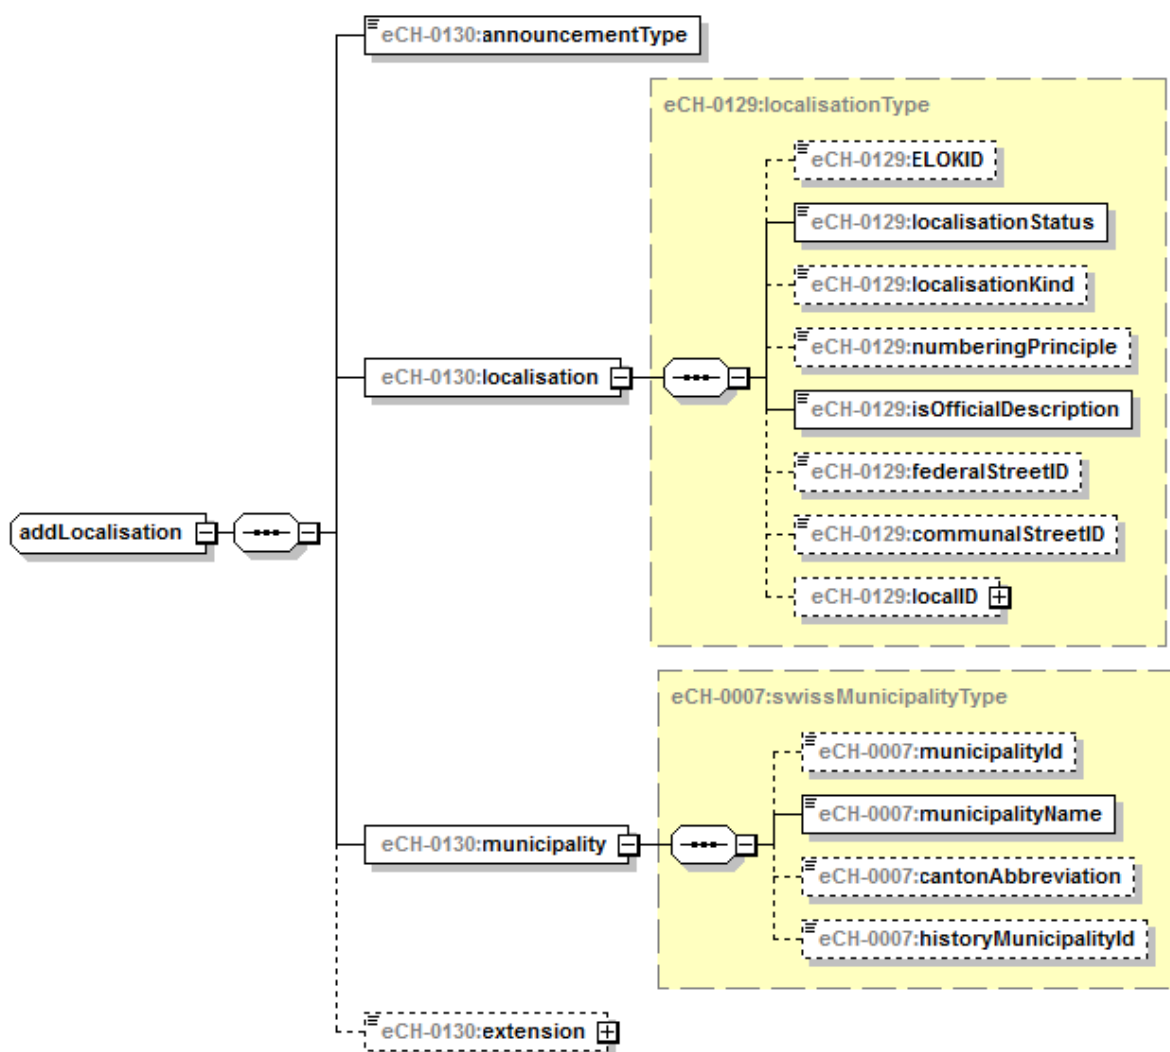 eCH-0130:announcementType
eCH-0129:localisationType
eCH-0129:ELOKID
eCH-0129:localisationStatus
eCH-0129:localisationKind
eCH-0129:numberingPrinciple
eCH-0130:localisation
eCH-0129:isOfficialDescription
eCH-0129:federalStreetID
addLocalisation
eCH-0129:communalStreetID
eCH-0129:localID
eCH-0007:swissMunicipalityType
eCH-0007:municipalityId
eCH-0007:municipalityName
eCH-0130:municipality
eCH-0007:cantonAbbreviation
eCH-0007:historyMunicipalityId
eCH-0130:extension